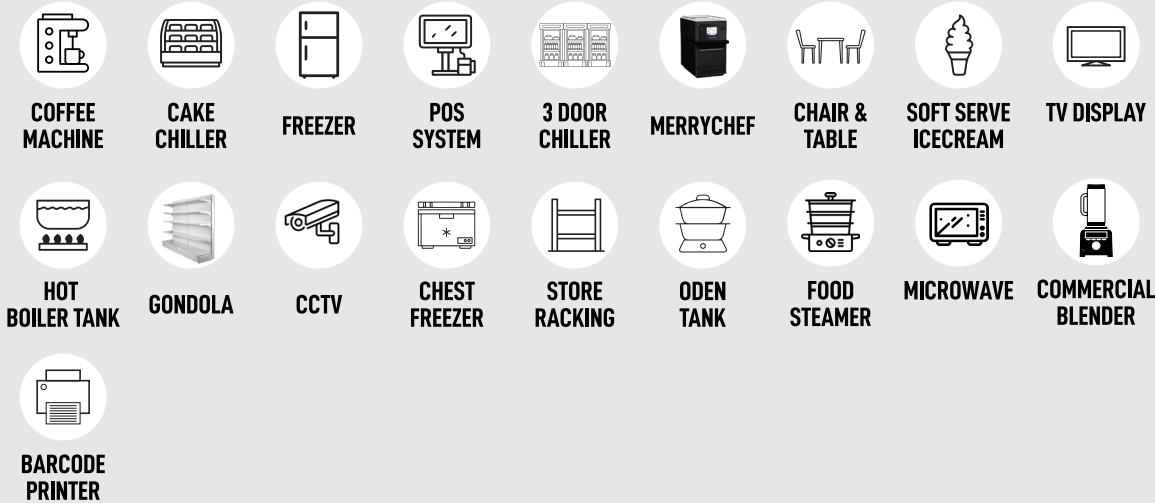 COFFEE
MACHINE
CAKE
CHILLER
FREEZER
POS
SYSTEM
3 DOOR
CHILLER
MERRYCHEF
CHAIR &
TABLE
SOFT SERVE
ICECREAM
TV DISPLAY
HOT
BOILER TANK
GONDOLA
CCTV
CHEST
FREEZER
STORE
RACKING
ODEN
TANK
FOOD
STEAMER
MICROWAVE
COMMERCIAL
BLENDER
BARCODE
PRINTER